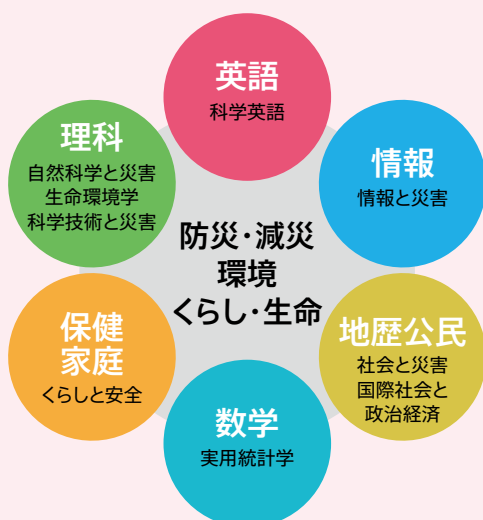 英語
科学英語
理科
自然科学と災害
生命環境学
科学技術と災害
情報
情報と災害
防災・減災
環境
くらし・生命
保健
家庭
くらしと安全
地歴公民
社会と災害
国際社会と
政治経済
数学
実用統計学